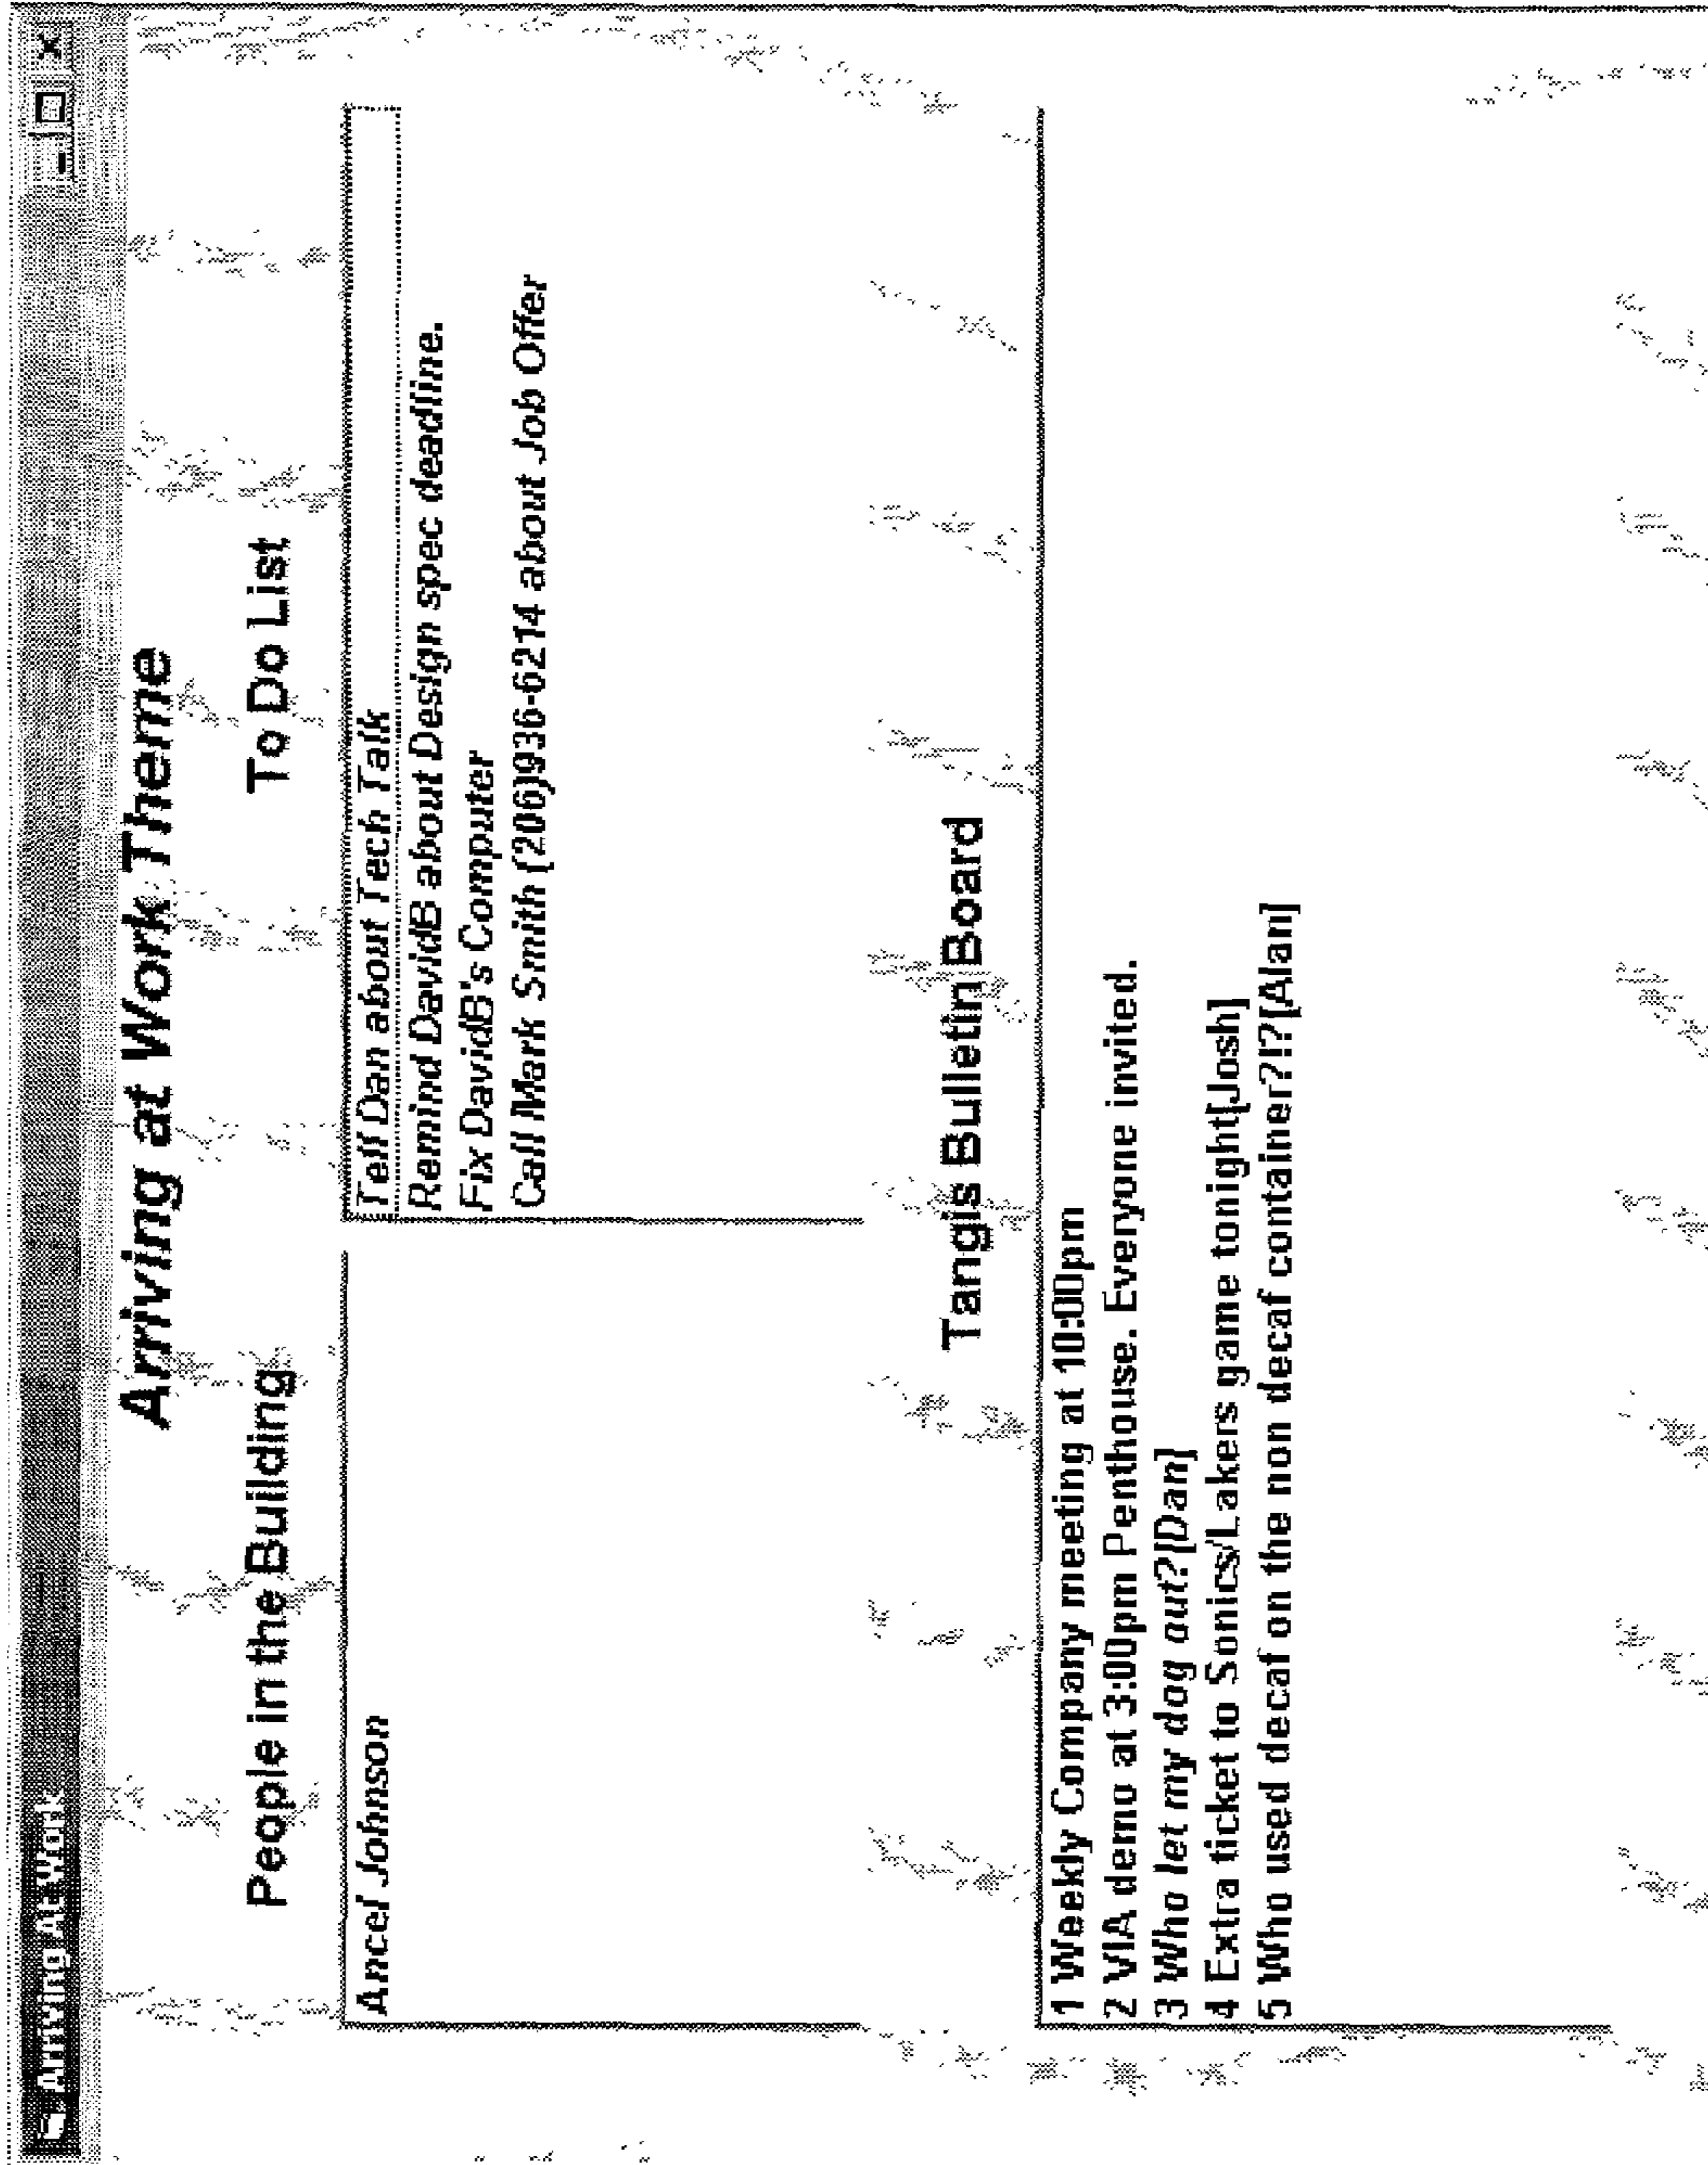 Arriving At Work
Arriving at Work Theme
People in the Building
To Do List
Ancel Johnson
Tell Dan about Tech Talk
Remind DavidB about Design spec deadline.
Fix DavidB's Computer
Call Mark Smith (206)936-6214 about Job Offer
Tangis Bulletin Board
1 Weekly Company meeting at 10:00pm
2 VIA demo at 3:00pm Penthouse. Everyone invited.
3 Who let my dog out?[Dan]
4 Extra ticket to Sonics/Lakers game tonight[Josh]
5 Who used decaf on the non decaf container?!?[Alan]